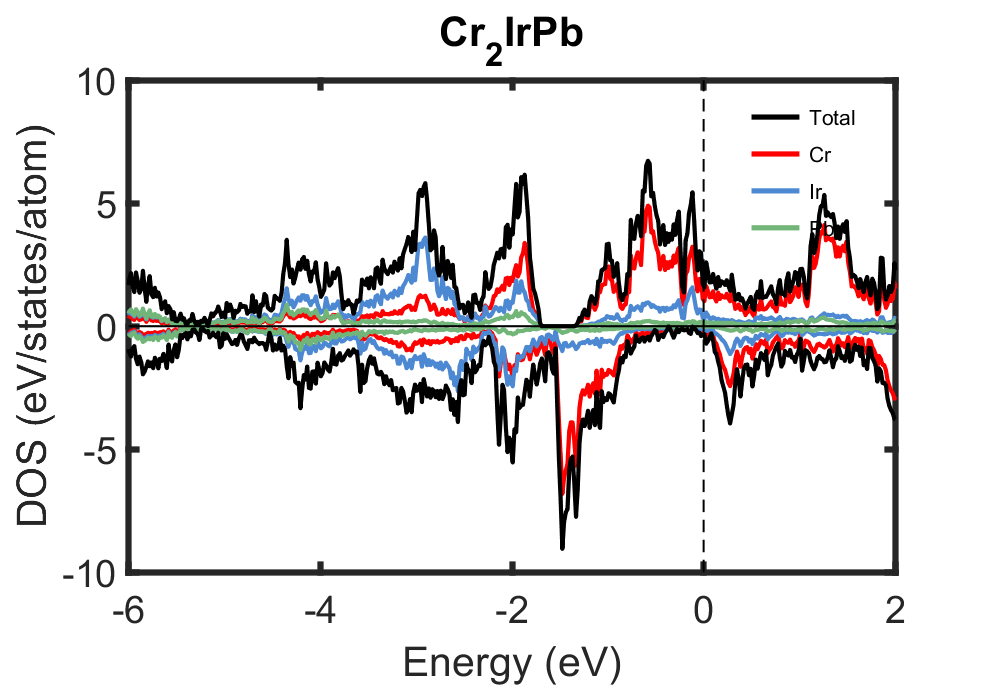 Cr2IrPb
10
5
0
-5
-10
DOS (eV/states/atom)
Total
Cr
Ir
Pb
-6 -4 -2 0 2
Energy (eV)